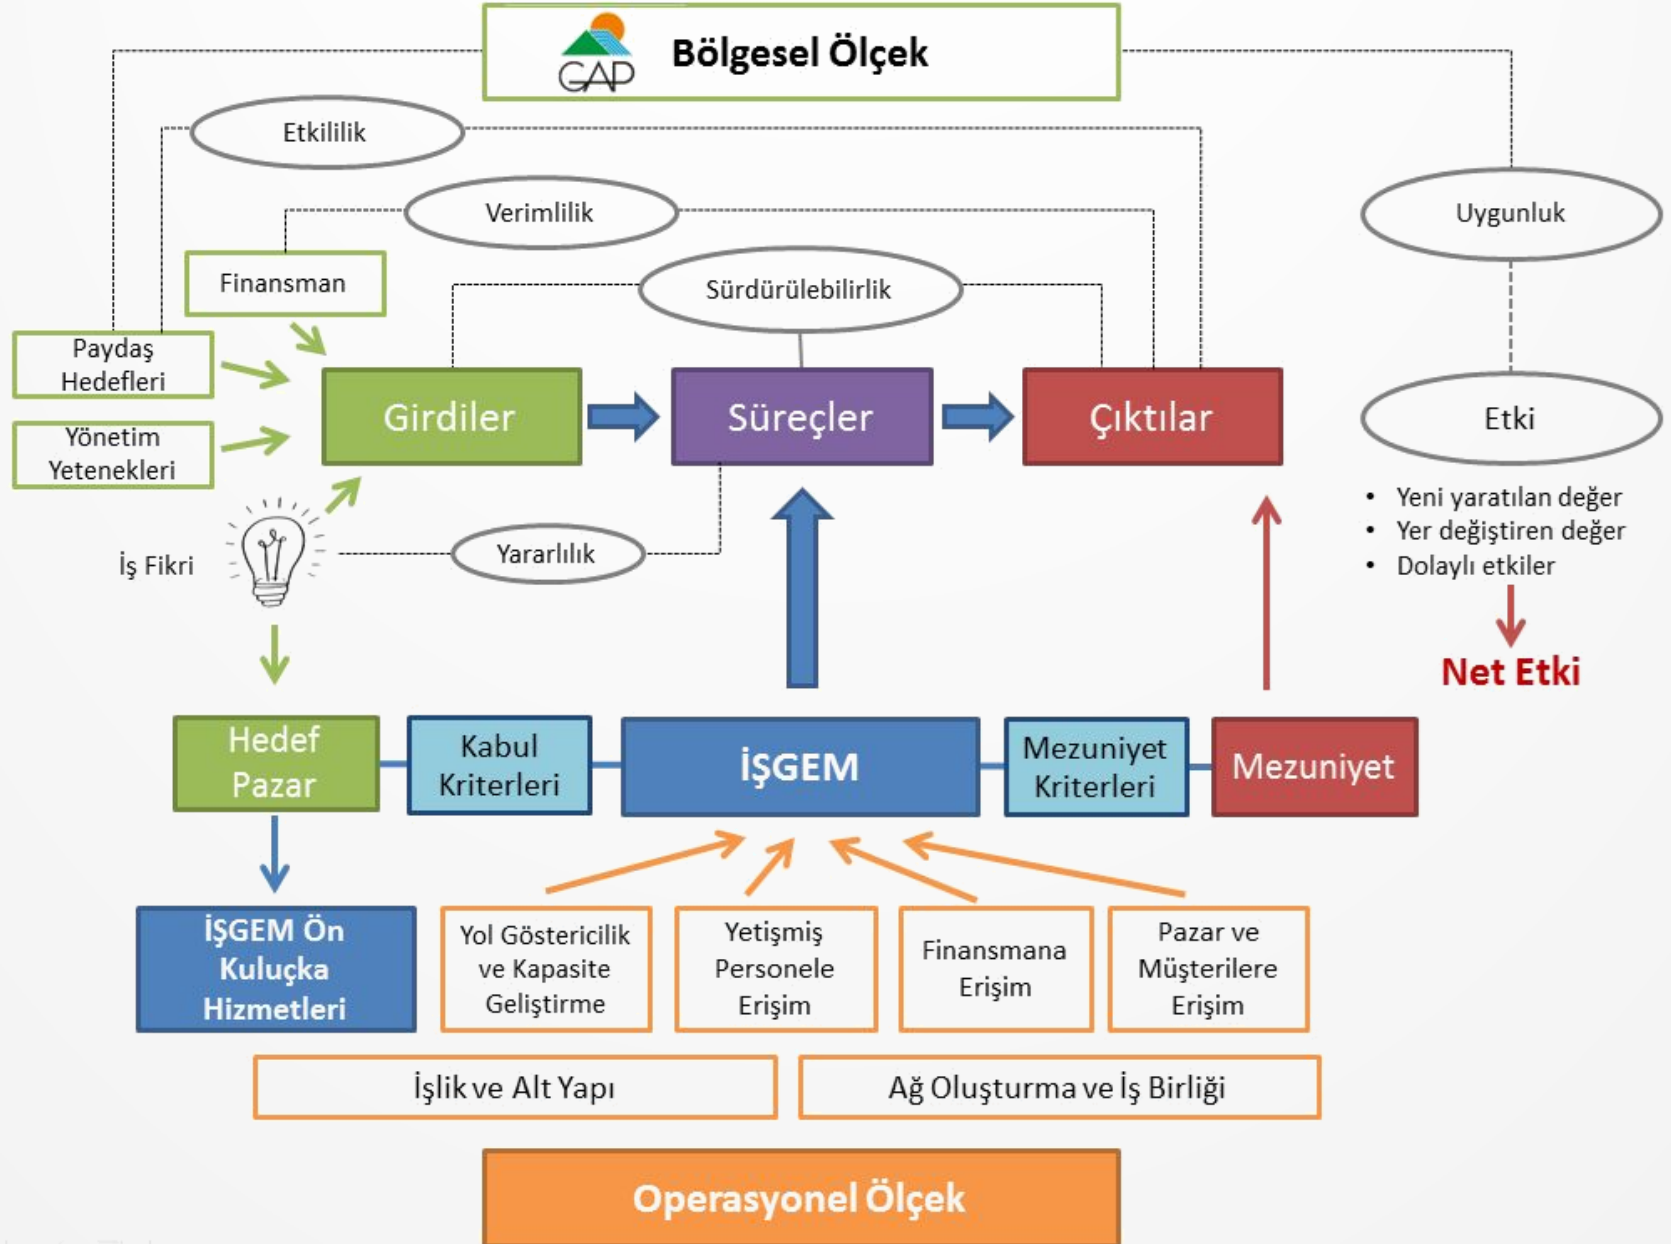 GAP
Bölgesel Ölçek
Etkililik
Verimlilik
Uygunluk
Finansman
Sürdürülebilirlik
Paydaş
Hedefleri
Girdiler
Süreçler
Çıktılar
Etki
Yönetim
Yetenekleri
• Yeni yaratılan değer
• Yer değiştiren değer
• Dolaylı etkiler
İş Fikri
Yararlılık
Net Etki
Hedef
Pazar
Kabul
Kriterleri
İŞGEM
Mezuniyet
Kriterleri
Mezuniyet
İŞGEM Ön
Kuluçka
Hizmetleri
Yol Göstericilik
ve Kapasite
Geliştirme
Yetişmiş
Personele
Erişim
Finansmana
Erişim
Pazar ve
Müşterilere
Erişim
İşlik ve Alt Yapı
Ağ Oluşturma ve İş Birliği
Operasyonel Ölçek